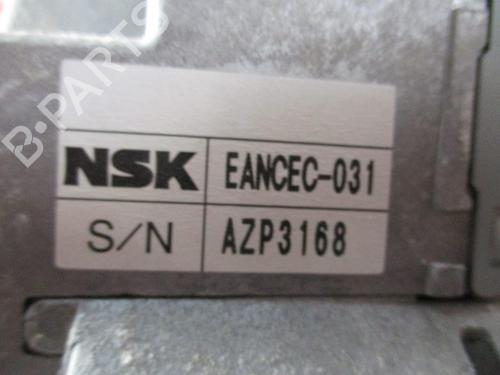 B-PARTS
NSK EANCEC-031
S/N AZP3168